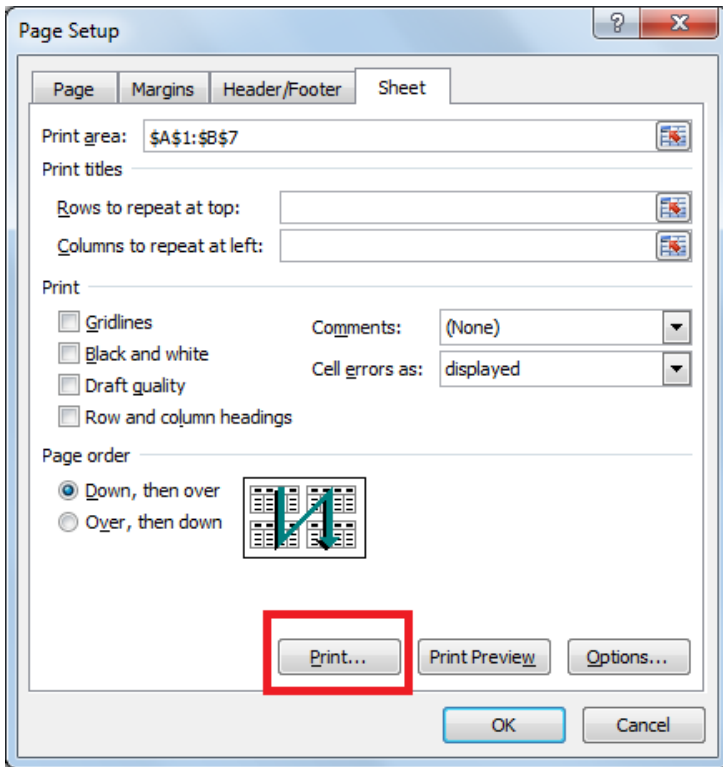 Page Setup
?
X
Page Margins Header/Footer Sheet
Print area: $A$1:$B$7
Print titles
Rows to repeat at top:
Columns to repeat at left:
Print
Gridlines Comments: (None)
Black and white
Cell errors as: displayed
Draft quality
Row and column headings
Page order
Down, then over
Over, then down
Print... Print Preview Options...
OK Cancel